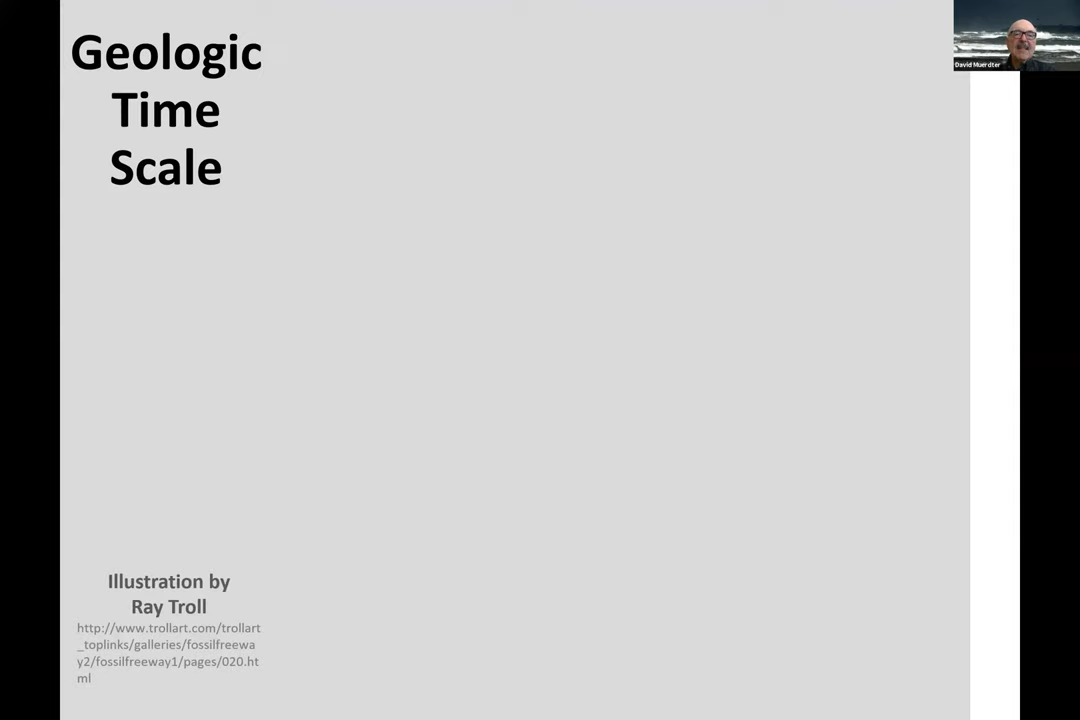 Geologic
Time
Scale
David Muerdter
Illustration by
Ray Troll
http://www.trollart.com/trollart
_toplinks/galleries/fossilfreewa
y2/fossilfreeway1/pages/020.ht
ml